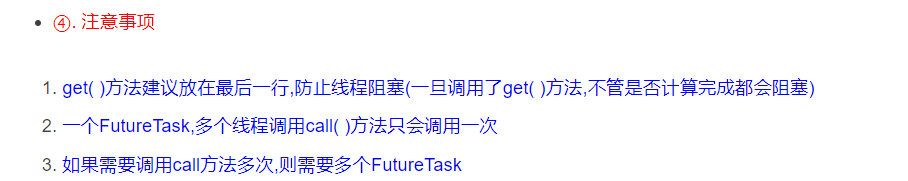 ④. 注意事项
1. get( )方法建议放在最后一行,防止线程阻塞(一旦调用了get( )方法,不管是否计算完成都会阻塞)
2. 一个FutureTask,多个线程调用call( )方法只会调用一次
3. 如果需要调用call方法多次,则需要多个FutureTask